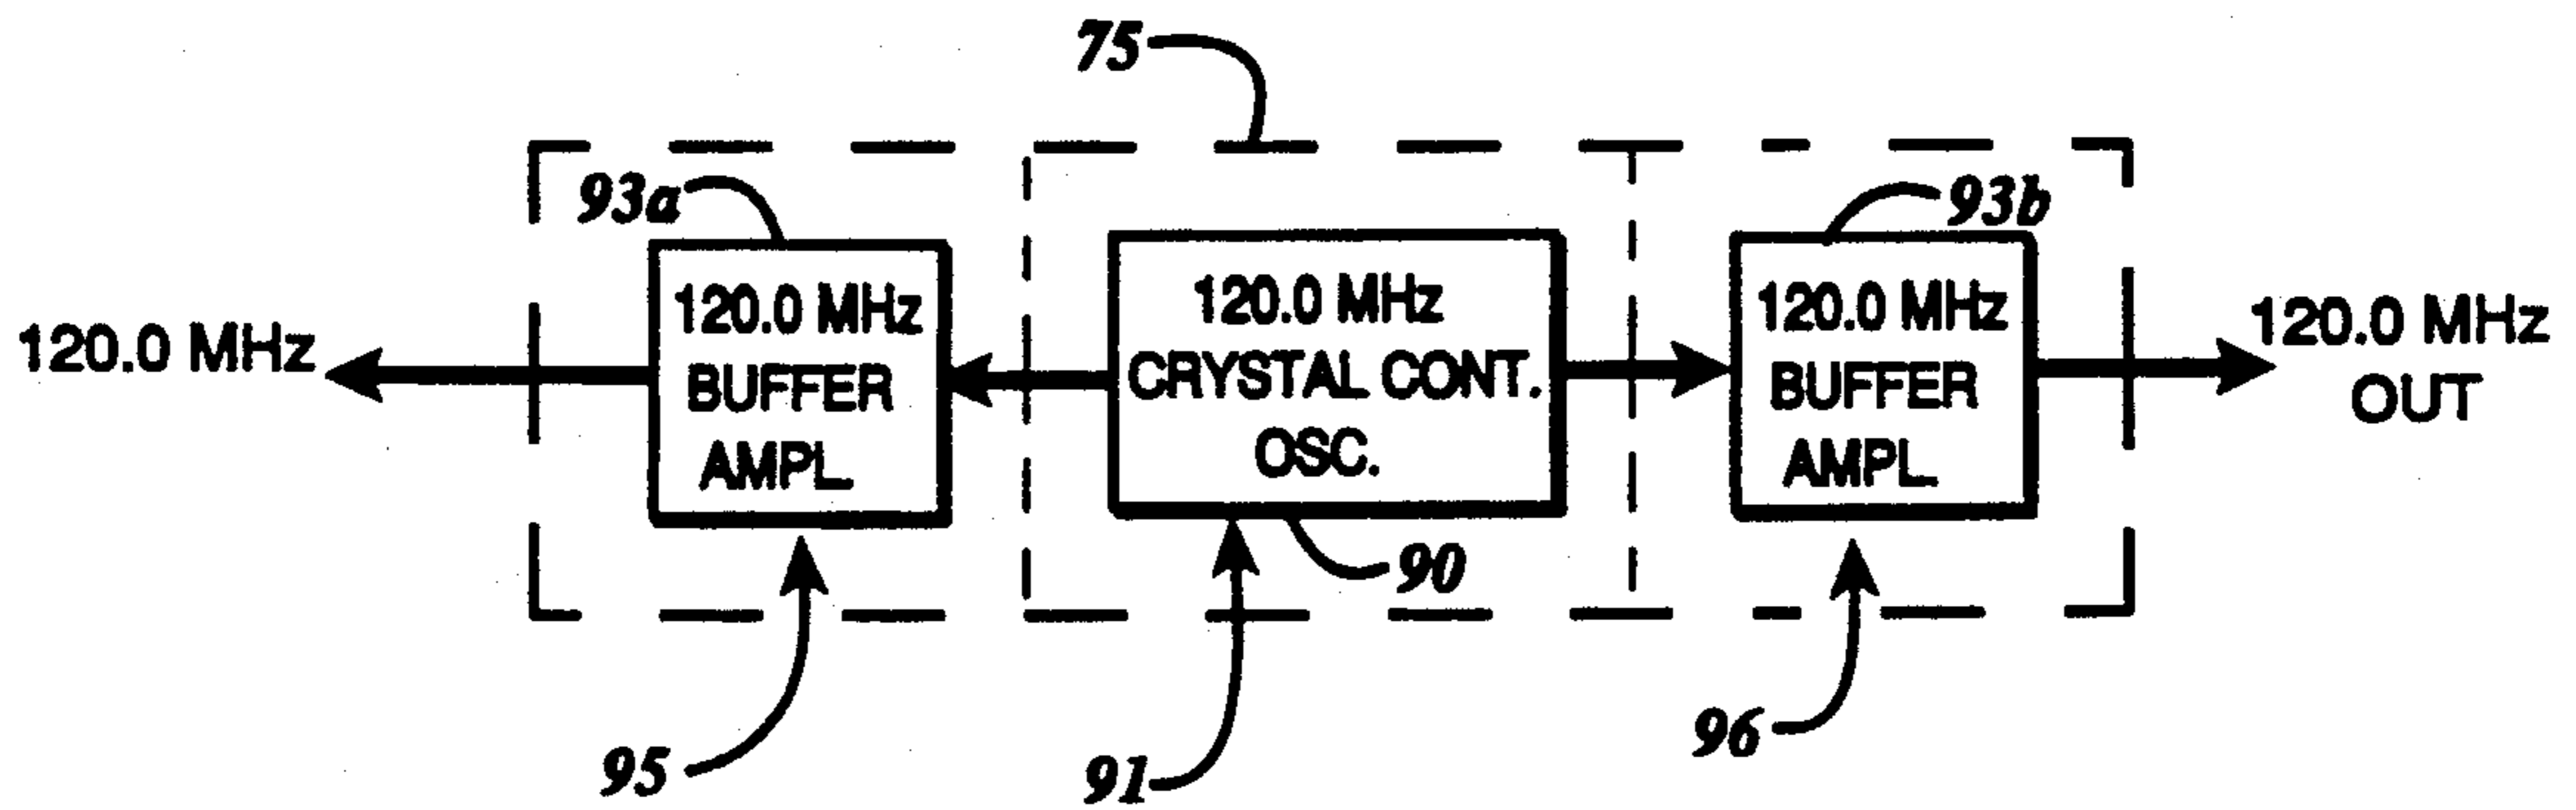 75
93a
93b
120.0 MHz
120.0 MHz
BUFFER
AMPL.
120.0 MHz
CRYSTAL CONT.
OSC.
120.0 MHz
BUFFER
AMPL.
120.0 MHz
OUT
90
95
91
96